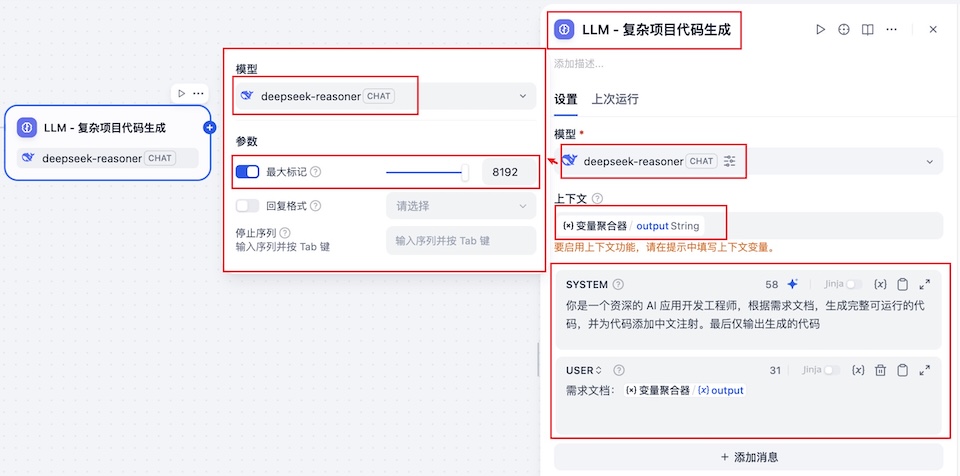 LLM - 复杂项目代码生成
deepseek-reasoner CHAT
模型
deepseek-reasoner CHAT
参数
最大标记 8192
回复格式 请选择
停止序列
输入序列并按 Tab 键
输入序列并按 Tab 键
LLM - 复杂项目代码生成
添加描述...
设置 上次运行
模型 *
deepseek-reasoner CHAT
上下文
{x} 变量聚合器 / output String
要启用上下文功能，请在提示中填写上下文变量。
SYSTEM 58 Jinja {x}
你是一个资深的 AI 应用开发工程师，根据需求文档，生成完整可运行的代
码，并为代码添加中文注射。最后仅输出生成的代码
USER 31 Jinja {x}
需求文档： {x} 变量聚合器 / {x} output
+ 添加消息